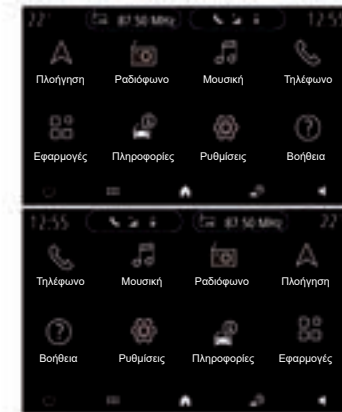 22° 87.50 MHz 12:55
Πλοήγηση Ραδιόφωνο Μουσική Τηλέφωνο
Εφαρμογές Πληροφορίες Ρυθμίσεις Βοήθεια
12:55 87.50 MHz 22°
Τηλέφωνο Μουσική Ραδιόφωνο Πλοήγηση
Βοήθεια Ρυθμίσεις Πληροφορίες Εφαρμογές